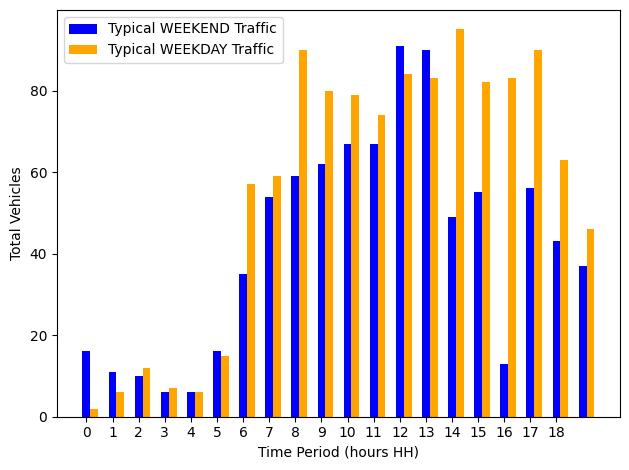 Typical WEEKEND Traffic
Typical WEEKDAY Traffic
Total Vehicles
80
60
40
20
0
0 1 2 3 4 5 6 7 8 9 10 11 12 13 14 15 16 17 18
Time Period (hours HH)